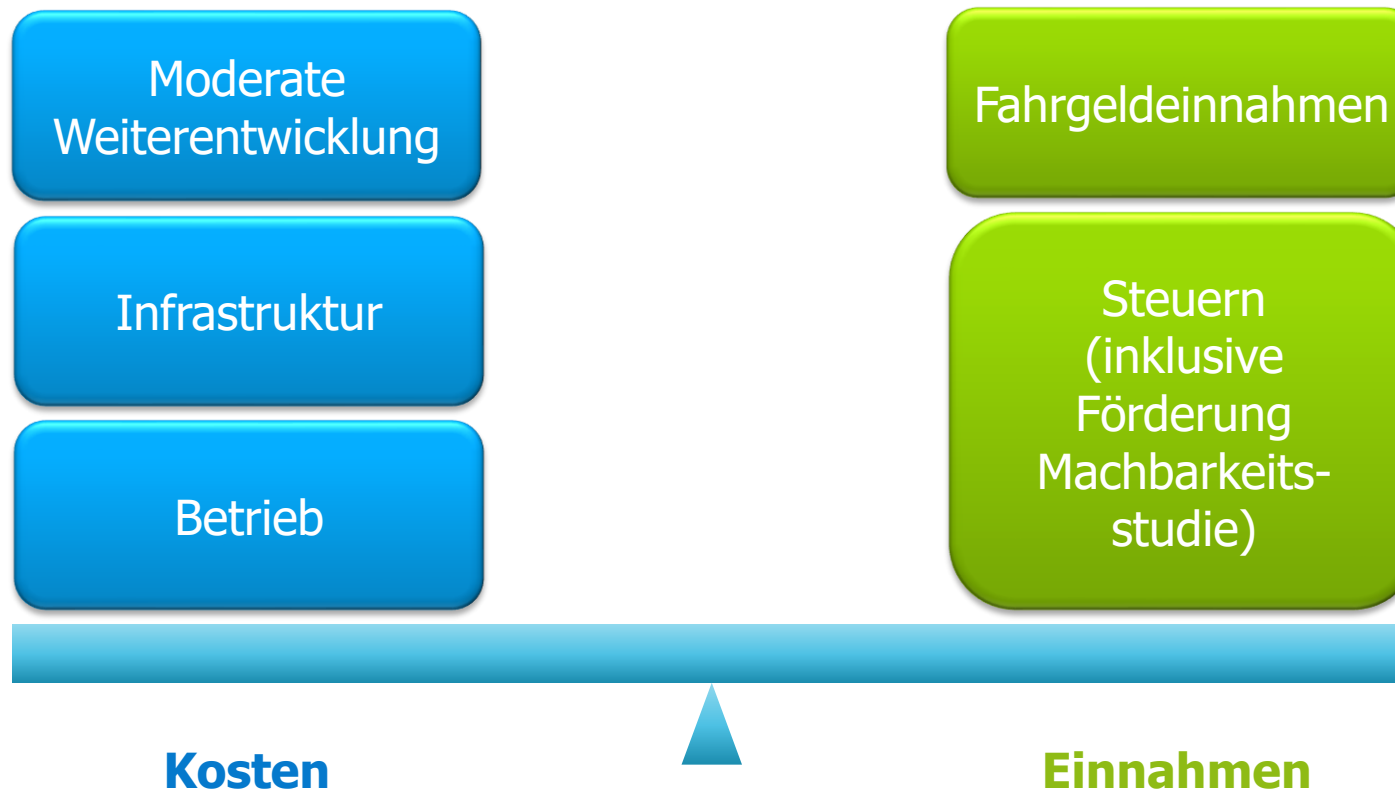 Moderate
Weiterentwicklung
Infrastruktur
Betrieb
Fahrgeldeinnahmen
Steuern
(inklusive
Förderung
Machbarkeits-
studie)
Kosten
Einnahmen